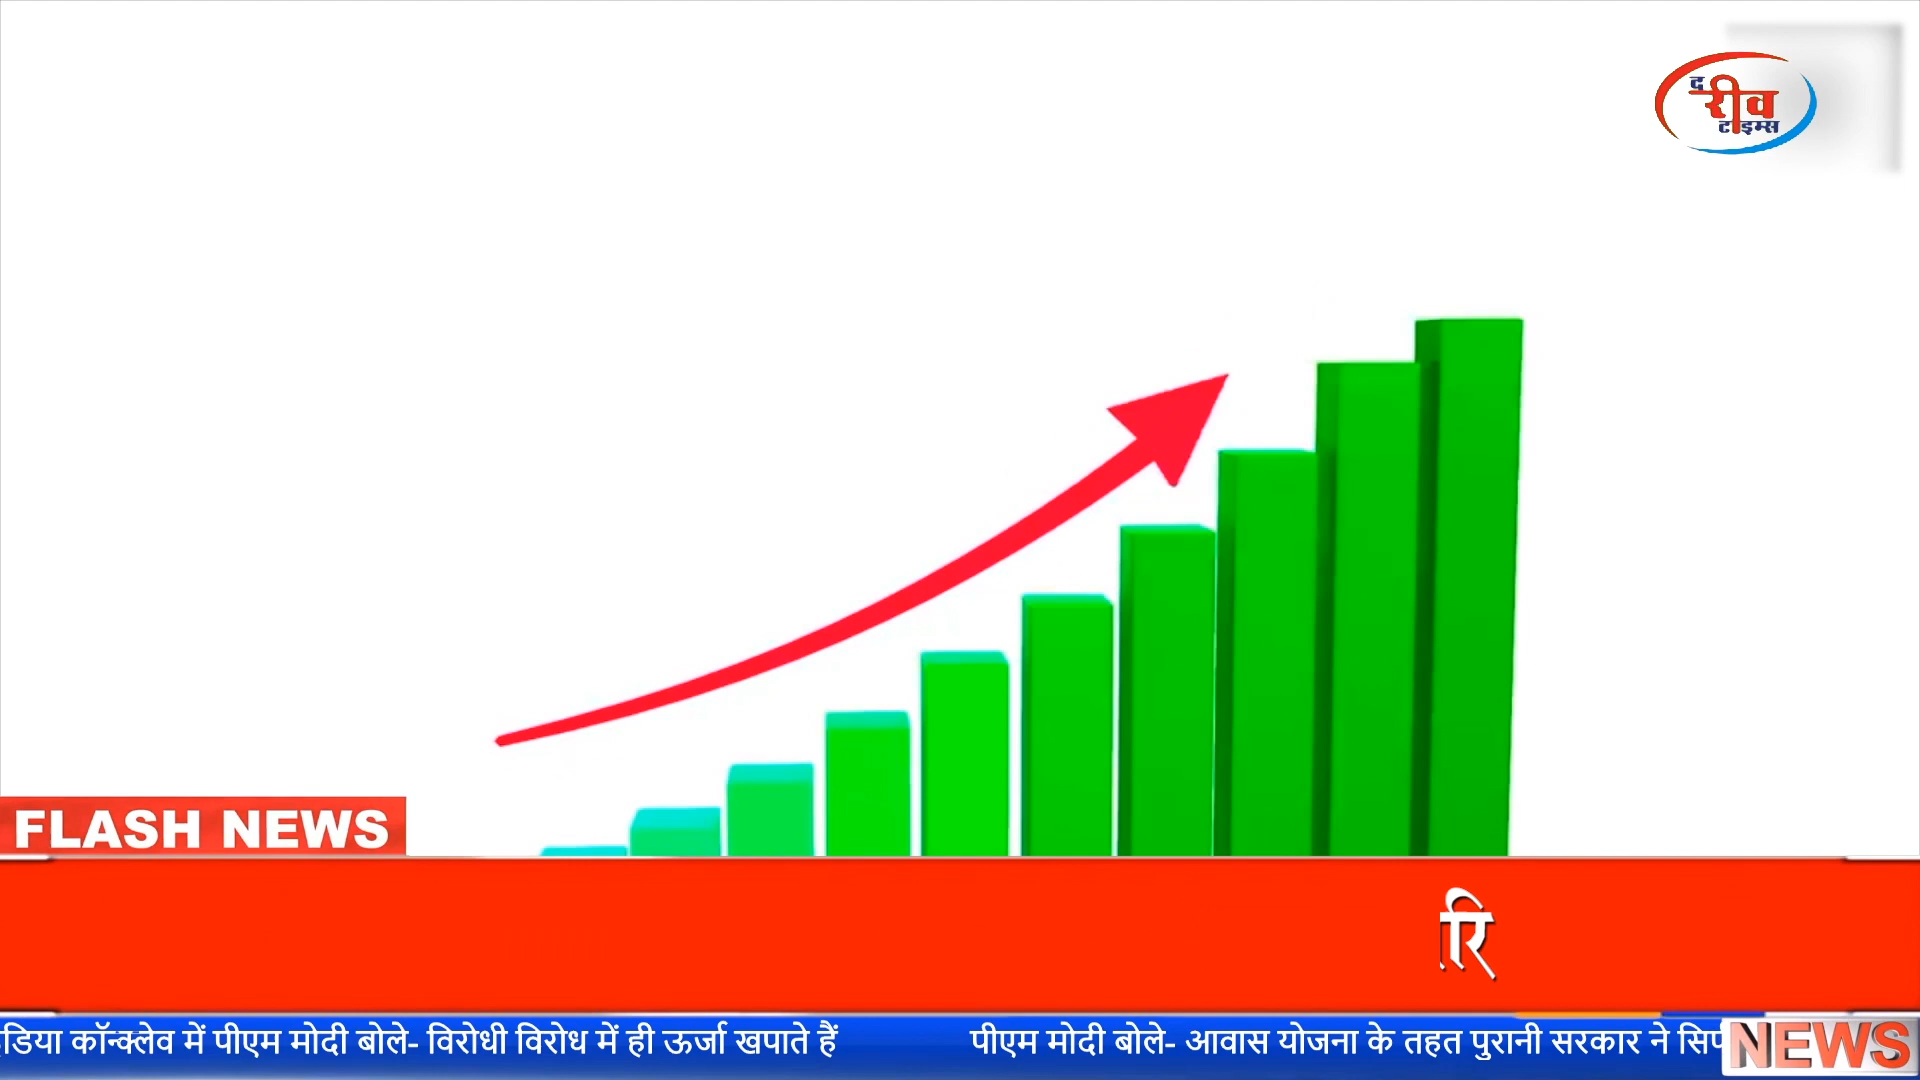 द
रीव
टाइम्स
FLASH NEWS
रि
डिया कॉन्क्लेव में पीएम मोदी बोले- विरोधी विरोध में ही ऊर्जा खपाते हैं पीएम मोदी बोले- आवास योजना के तहत पुरानी सरकार ने
NEWS